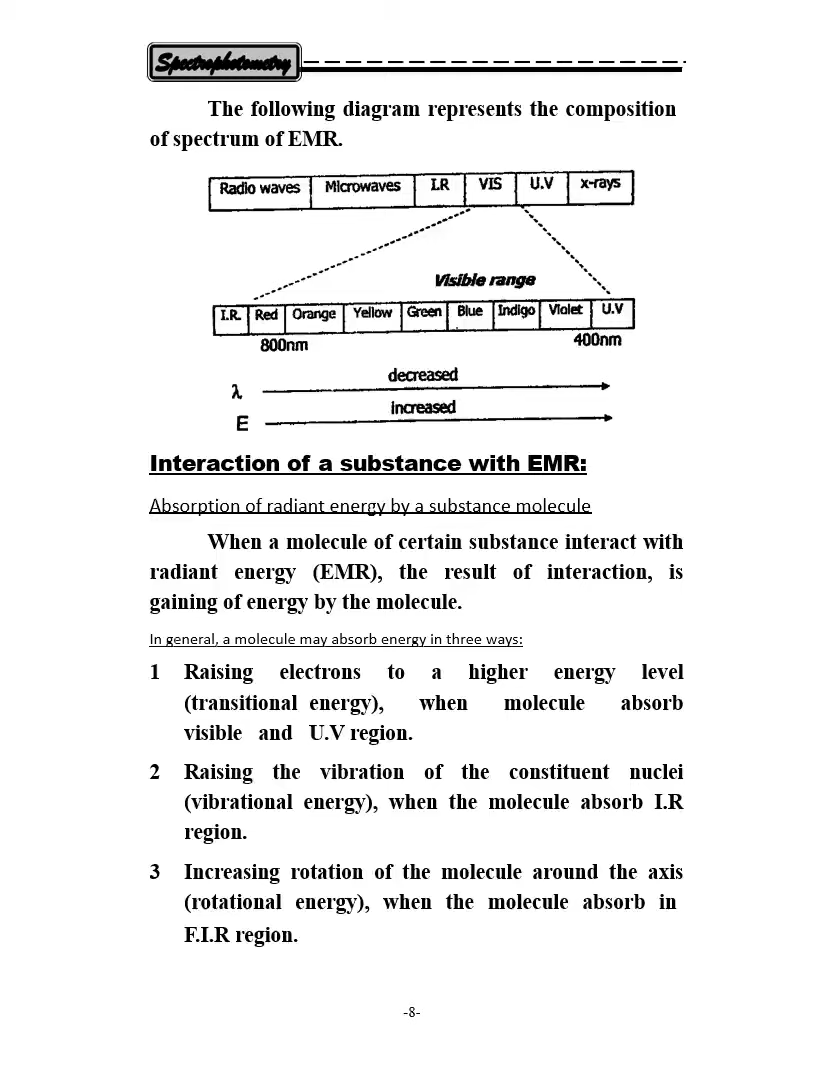 Spectrophotometry
The following diagram represents the composition
of spectrum of EMR.
Radio waves Microwaves I.R VIS U.V x-rays
Visible range
I.R. Red Orange Yellow Green Blue Indigo Violet U.V
800nm 400nm
decreased
λ
increased
E
Interaction of a substance with EMR:
Absorption of radiant energy by a substance molecule
When a molecule of certain substance interact with
radiant energy (EMR), the result of interaction, is
gaining of energy by the molecule.
In general, a molecule may absorb energy in three ways:
1 Raising electrons to a higher energy level
(transitional energy), when molecule absorb
visible and U.V region.
2 Raising the vibration of the constituent nuclei
(vibrational energy), when the molecule absorb I.R
region.
3 Increasing rotation of the molecule around the axis
(rotational energy), when the molecule absorb in
F.I.R region.
-8-